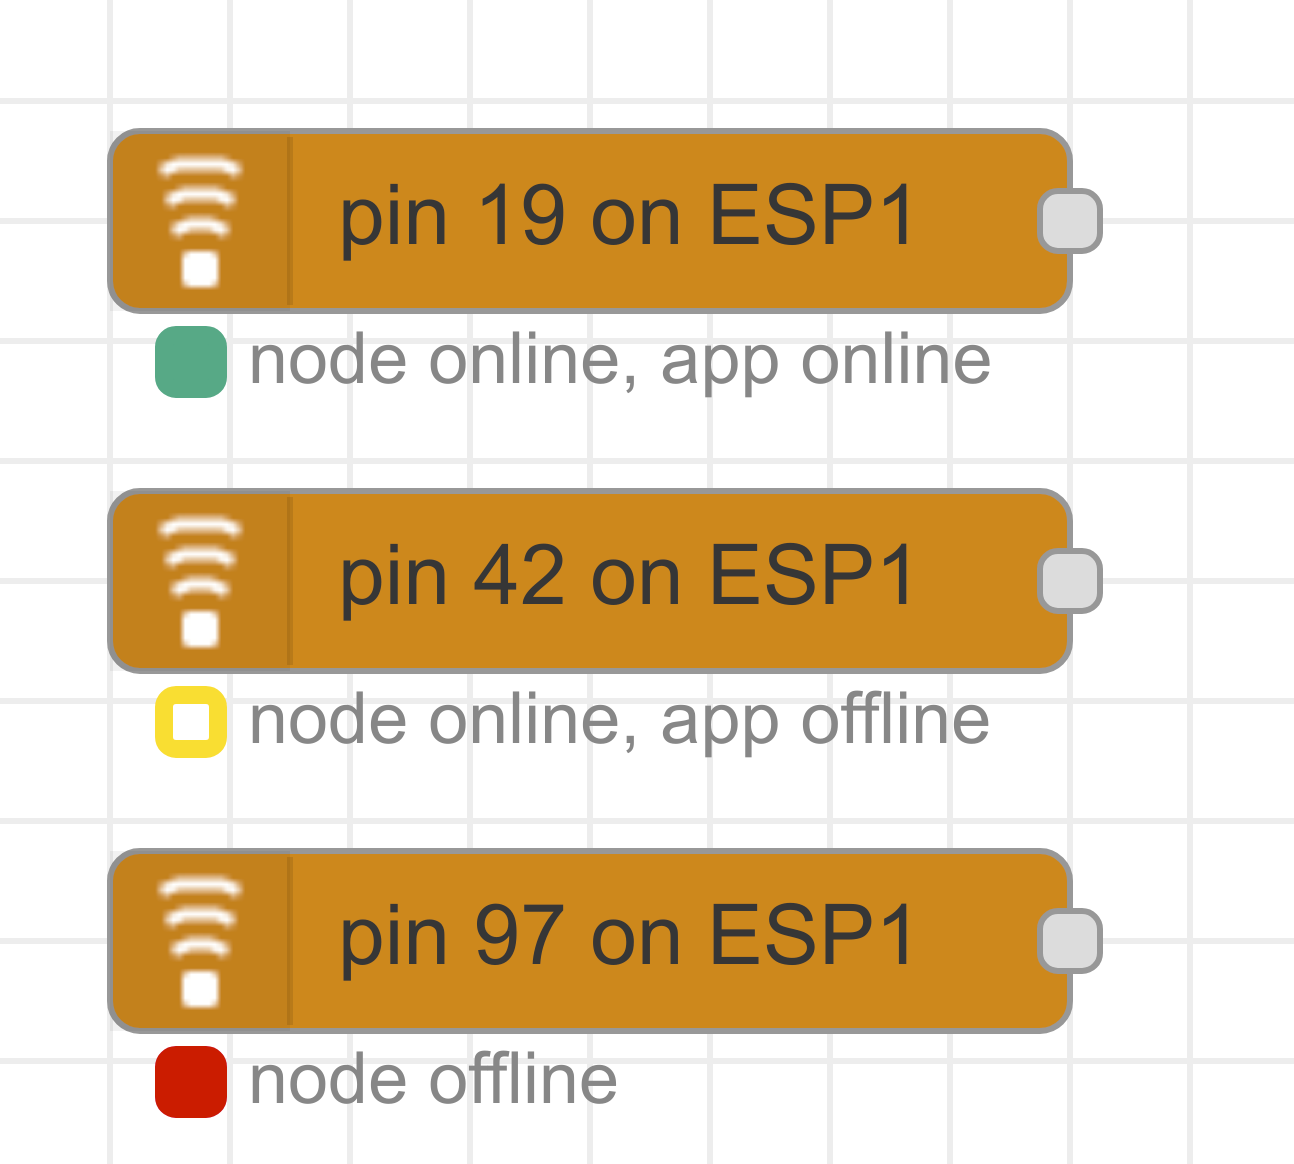 pin 19 on ESP1
node online, app online
pin 42 on ESP1
node online, app offline
pin 97 on ESP1
node offline